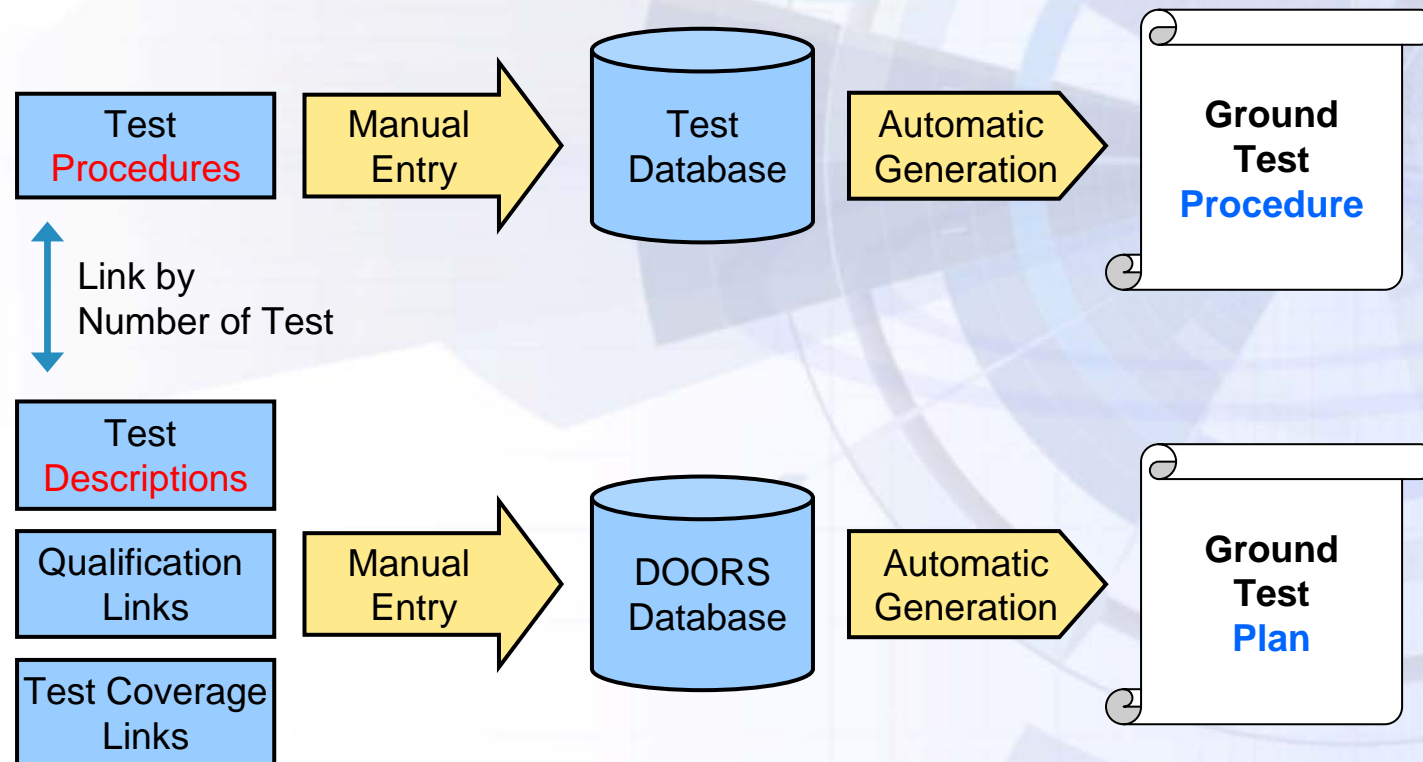 Test
Procedures
Manual
Entry
Test
Database
Automatic
Generation
Ground
Test
Procedure
Link by
Number of Test
Test
Descriptions
Qualification
Links
Test Coverage
Links
Manual
Entry
DOORS
Database
Automatic
Generation
Ground
Test
Plan